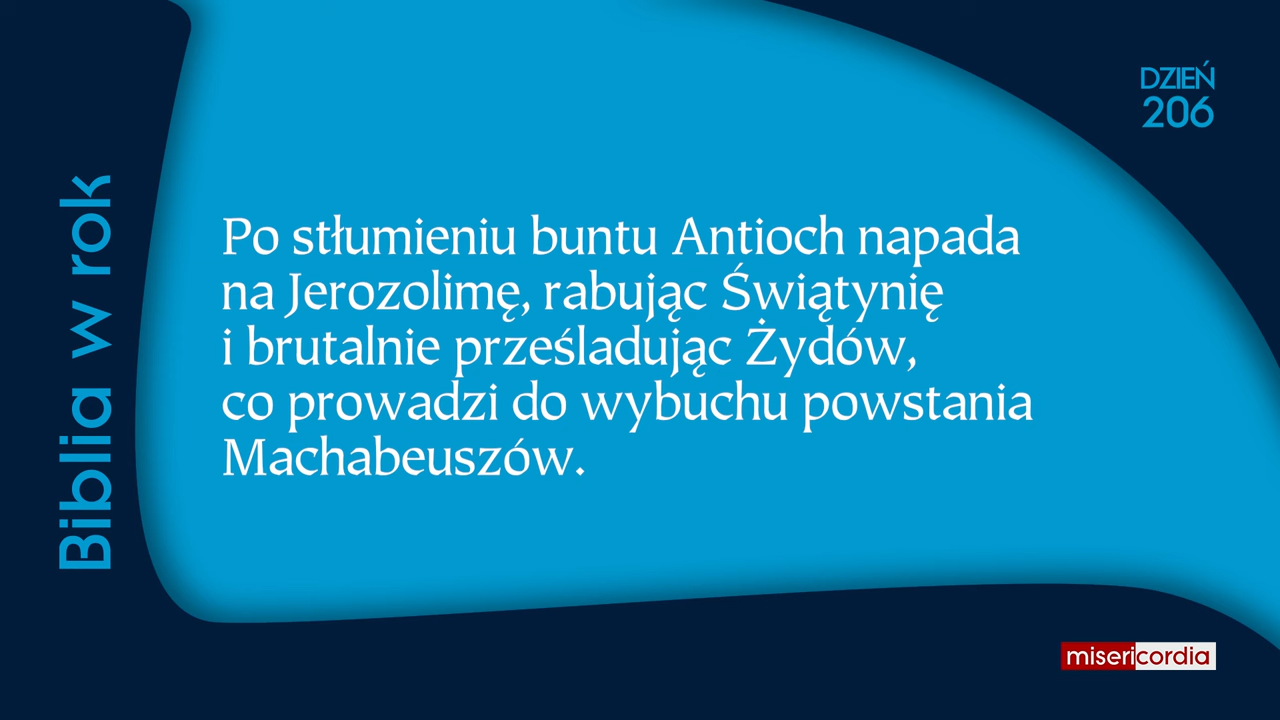 DZIEŃ
206
Biblia w rok
Po stłumieniu buntu Antioch napada
na Jerozolimę, rabując Świątynię
i brutalnie prześladując Żydów,
co prowadzi do wybuchu powstania
Machabeuszów.
misericordia